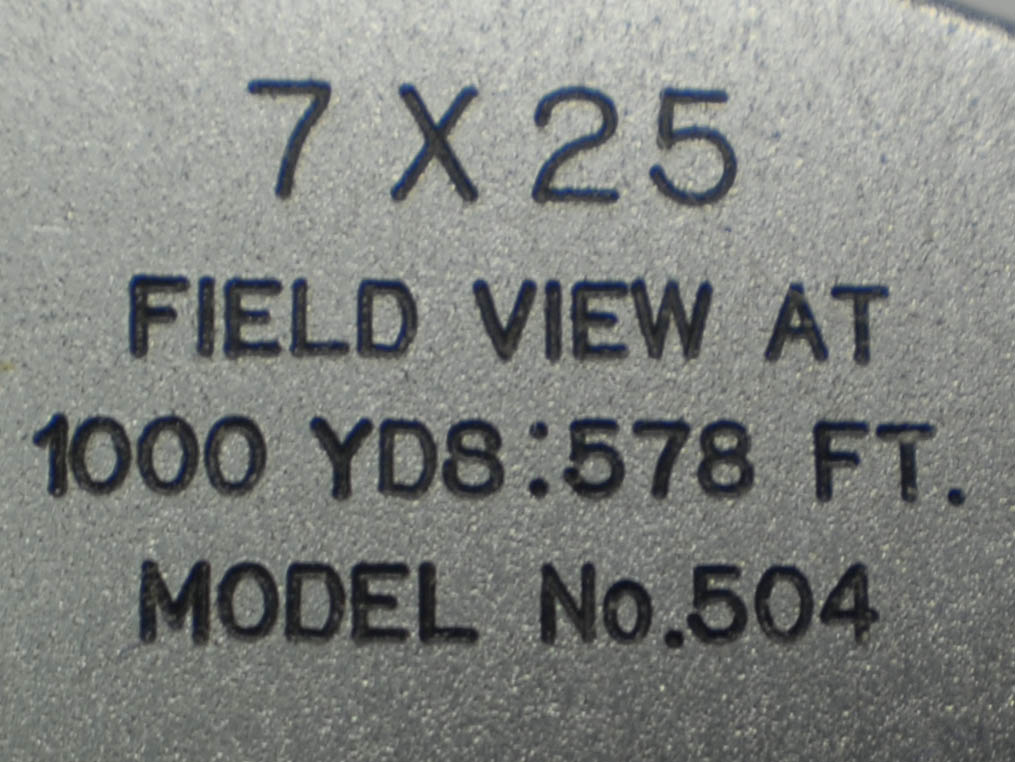 7 X 25
FIELD VIEW AT
1000 YDS:578 FT.
MODEL No.504